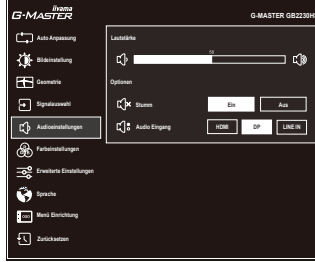 iiyama
G-MASTER
G-MASTER GB2230HS
Auto Anpassung
Bildeinstellung
Geometrie
Signalauswahl
Audioeinstellungen
Farbeinstellungen
Erweiterte Einstellungen
Sprache
OSD
Menü Einrichtung
Zurücksetzen
Lautstärke
50
Optionen
Stumm
Ein
Aus
Audio Eingang
HDMI
DP
LINE IN